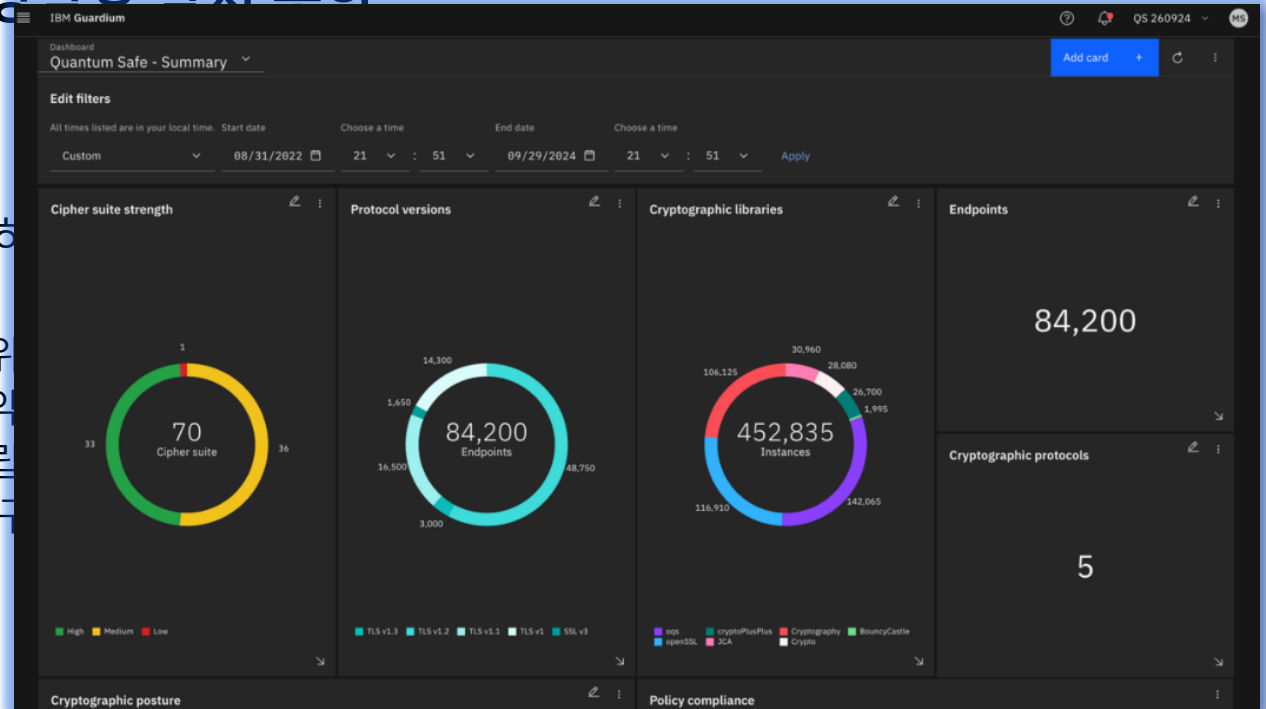 IBM Guardium
QS 260924
MS
Dashboard
Quantum Safe - Summary
Add card +
Edit filters
All times listed are in your local time. Start date Choose a time End date Choose a time
Custom 08/31/2022 21 : 51 09/29/2024 21 : 51 Apply
Cipher suite strength
1
33
70
Cipher suite
36
High Medium Low
Protocol versions
14,300
1,650
16,500
3,000
48,750
84,200
Endpoints
TLS v1.3 TLS v1.2 TLS v1.1 TLS v1 SSL v3
Cryptographic libraries
30,960
28,080
26,700
1,995
106,125
116,910
142,065
452,835
Instances
oqs cryptoPlusPlus Cryptography BouncyCastle
openSSL JCA Crypto
Endpoints
84,200
Cryptographic protocols
5
Cryptographic posture
Policy compliance